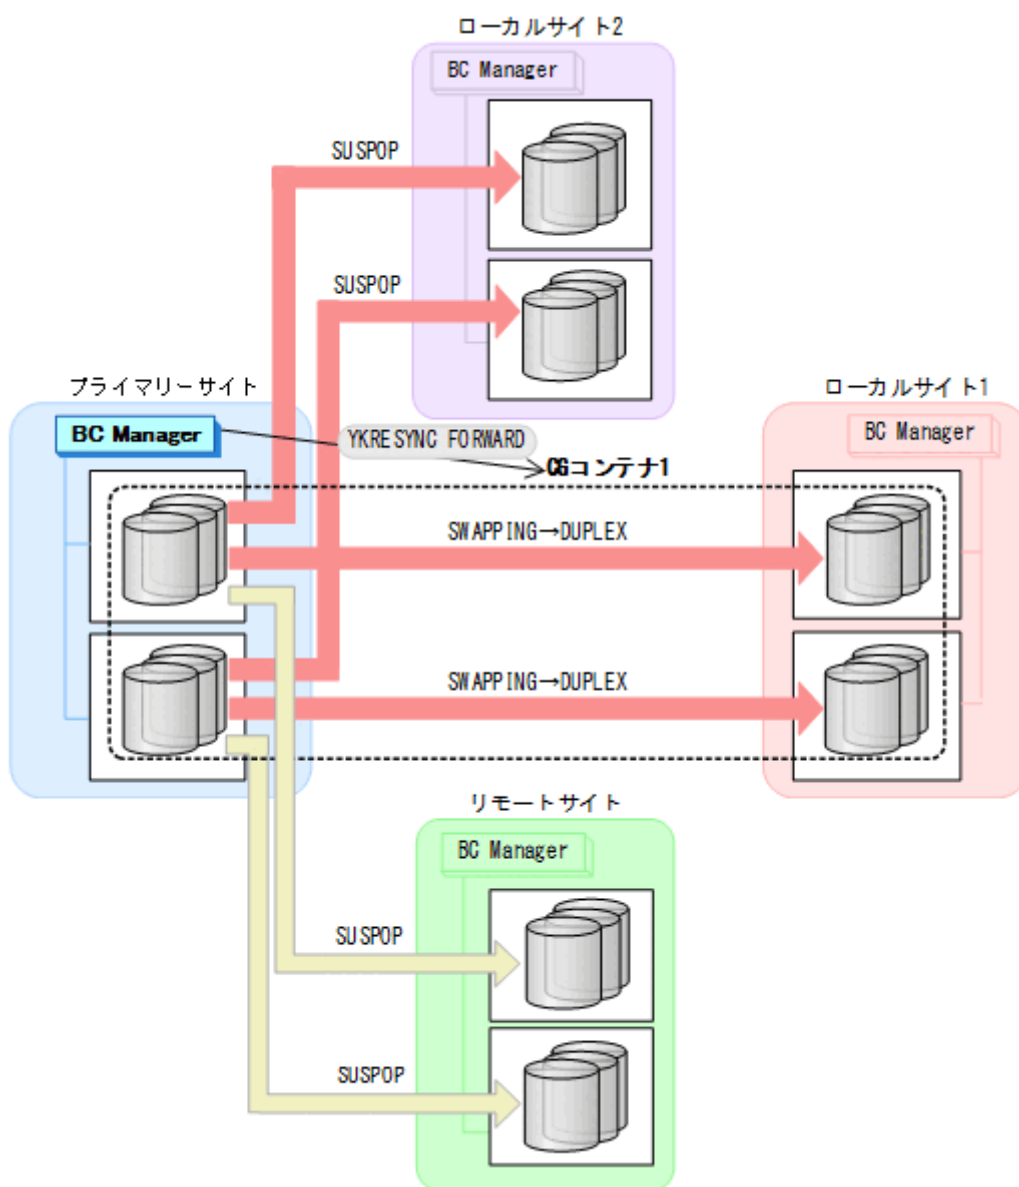 ローカルサイト2
BC Manager
SUSPOP
SUSPOP
プライマリーサイト
BC Manager
YKRESYNC FORWARD
CGコンテナ1
ローカルサイト1
BC Manager
SWAPPING→DUPLEX
SWAPPING→DUPLEX
リモートサイト
BC Manager
SUSPOP
SUSPOP